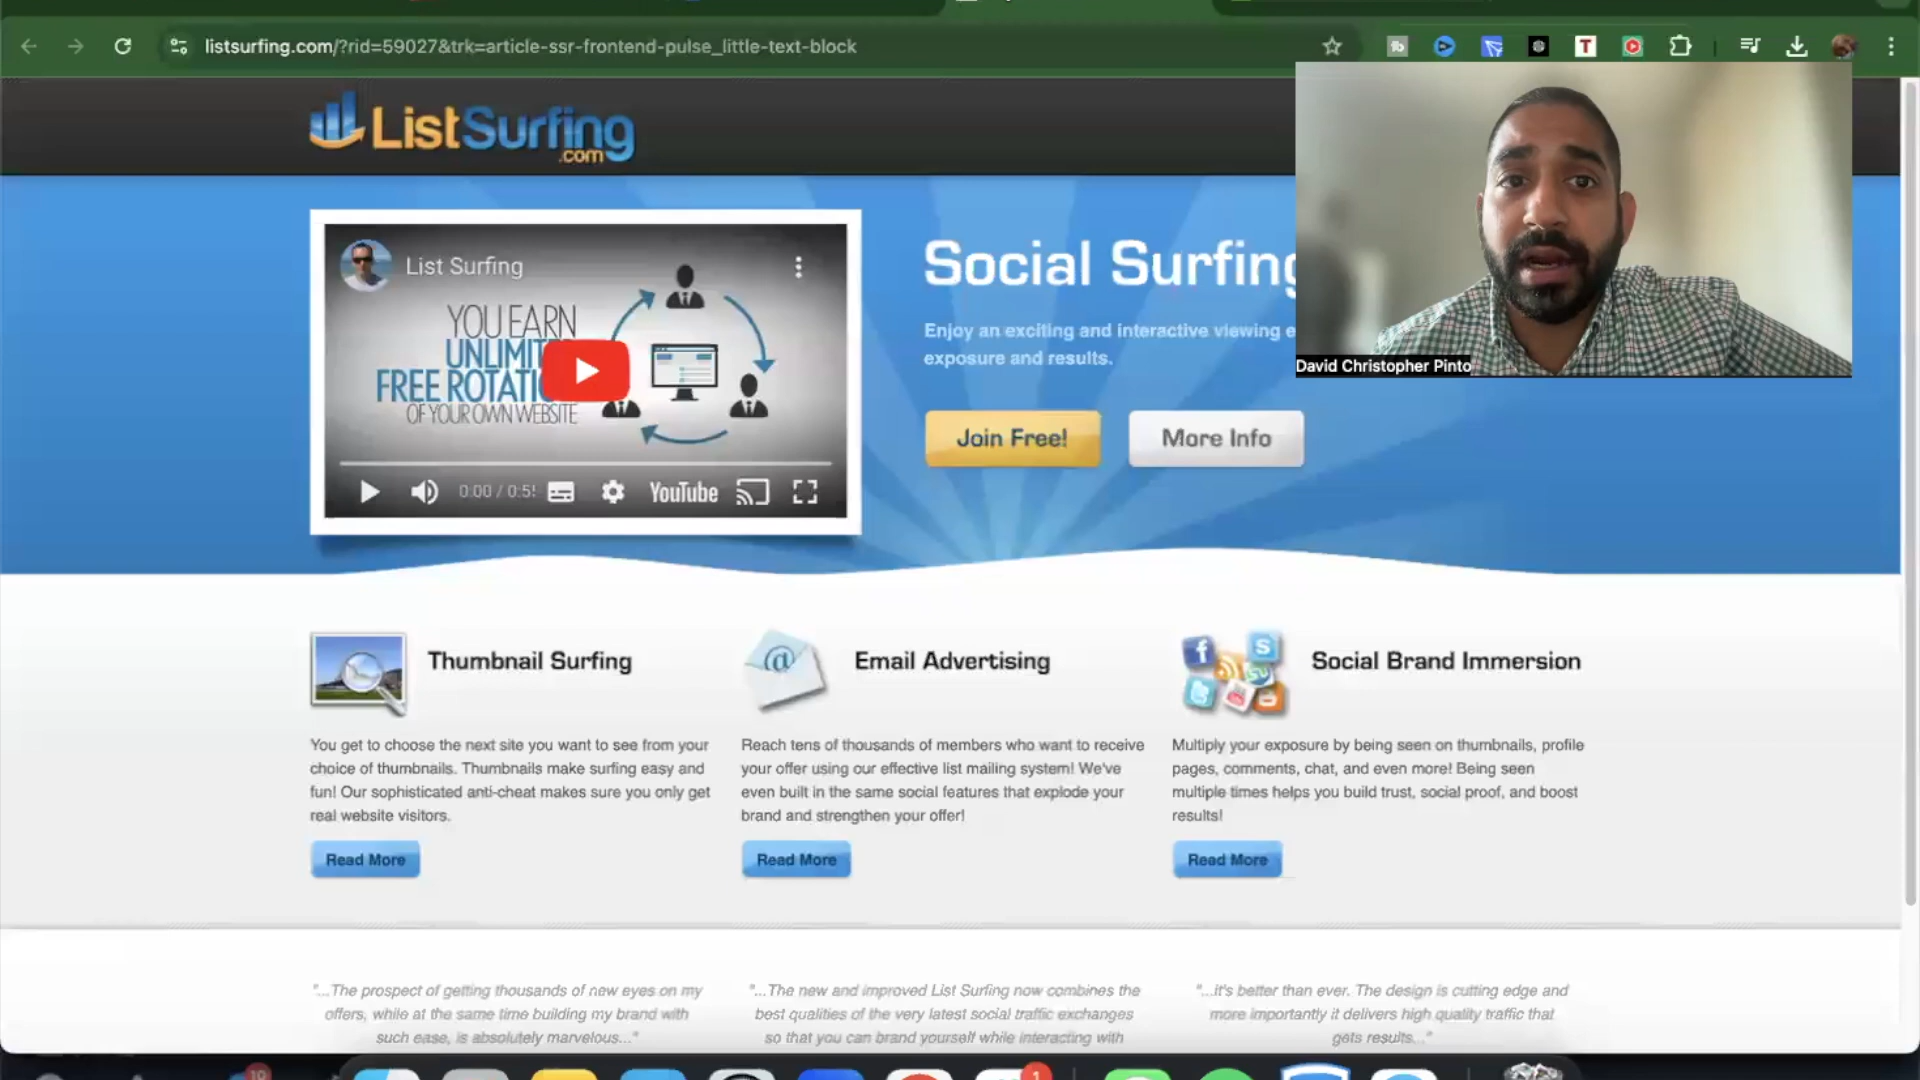 listsurfing.com/?rid=59027&trk=article-ssr-frontend-pulse_little-text-block
T
ListSurfing
.com
List Surfing
YOU EARN
FREE
OF YOUR OWN WEBSITE
0:00 / 0:5
YouTube
Social Surfing
Enjoy an exciting and interactive viewing
exposure and results.
Join Free!
More Info
David Christopher Pinto
Thumbnail Surfing
You get to choose the next site you want to see from your
choice of thumbnails. Thumbnails make surfing easy and
fun! Our sophisticated anti-cheat makes sure you only get
real website visitors.
Read More
Email Advertising
Reach tens of thousands of members who want to receive
your offer using our effective list mailing system! We've
even built in the same social features that explode your
brand and strengthen your offer!
Read More
Social Brand Immersion
Multiply your exposure by being seen on thumbnails, profile
pages, comments, chat, and even more! Being seen
multiple times helps you build trust, social proof, and boost
results!
Read More
"...The prospect of getting thousands of new eyes on my
offers, while at the same time building my brand with
such ease, is absolutely marvelous..."
"...The new and improved List Surfing now combines the
best qualities of the very latest social traffic exchanges
so that you can brand yourself while interacting with
"...it's better than ever. The design is cutting edge and
more importantly it delivers high quality traffic that
gets results..."
10
1